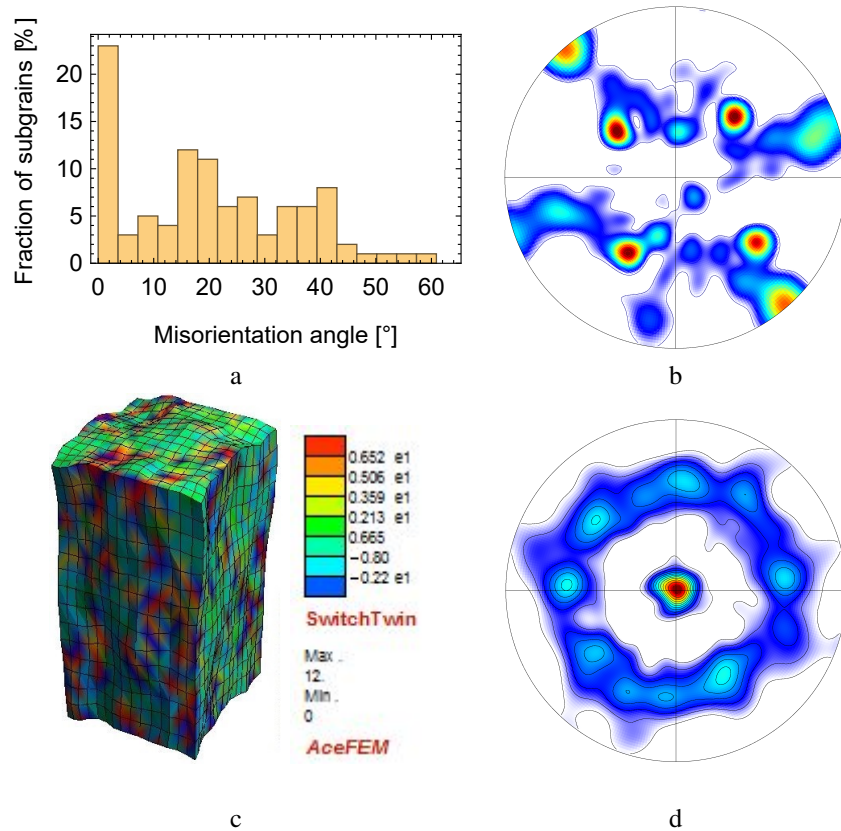 Fraction of subgrains [%]
20
15
10
5
0
0 10 20 30 40 50 60
Misorientation angle [°]
a
b
0.652 e1
0.506 e1
0.359 e1
0.213 e1
0.665
-0.80
-0.22 e1
SwitchTwin
Max .
12.
Min .
0
AceFEM
c
d